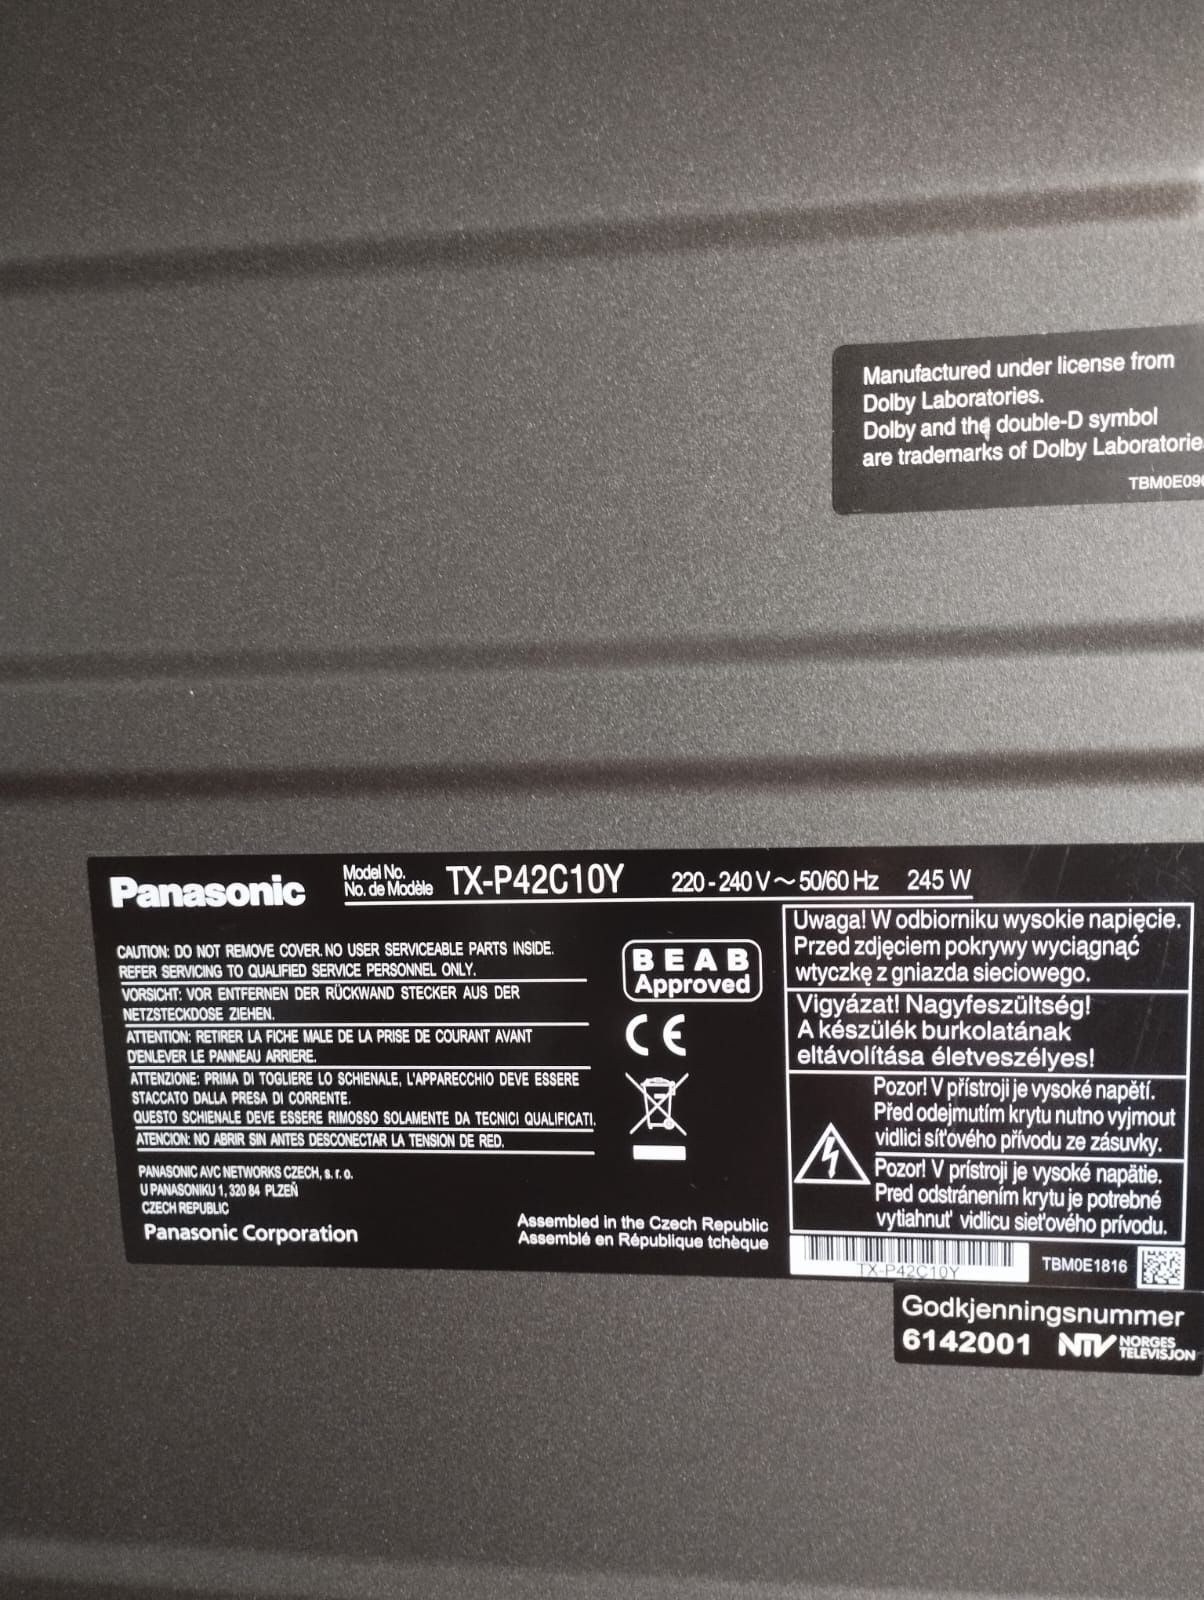 Manufactured under license from
Dolby Laboratories.
Dolby and the double-D symbol
are trademarks of Dolby Laboratorie
TBM0E09
Panasonic
Model No.
No. de Modèle
TX-P42C10Y
220 - 240 V ~ 50/60 Hz
245 W
CAUTION: DO NOT REMOVE COVER. NO USER SERVICEABLE PARTS INSIDE.
REFER SERVICING TO QUALIFIED SERVICE PERSONNEL ONLY.
VORSICHT: VOR ENTFERNEN DER RÜCKWAND STECKER AUS DER
NETZSTECKDOSE ZIEHEN.
ATTENTION: RETIRER LA FICHE MALE DE LA PRISE DE COURANT AVANT
D'ENLEVER LE PANNEAU ARRIERE.
ATTENZIONE: PRIMA DI TOGLIERE LO SCHIENALE, L'APPARECCHIO DEVE ESSERE
STACCATO DALLA PRESA DI CORRENTE.
QUESTO SCHIENALE DEVE ESSERE RIMOSSO SOLAMENTE DA TECNICI QUALIFICATI.
ATENCION: NO ABRIR SIN ANTES DESCONECTAR LA TENSION DE RED.
PANASONIC AVC NETWORKS CZECH, s. r. o.
U PANASONIKU 1, 320 84 PLZEŇ
CZECH REPUBLIC
Panasonic Corporation
BEAB
Approved
CE
Assembled in the Czech Republic
Assemblé en République tchèque
Uwaga! W odbiorniku wysokie napięcie.
Przed zdjęciem pokrywy wyciągnąć
wtyczkę z gniazda sieciowego.
Vigyázat! Nagyfeszültség!
A készülék burkolatának
eltávolítása életveszélyes!
Pozor! V přístroji je vysoké napětí.
Před odejmutím krytu nutno vyjmout
vidlici síťového přívodu ze zásuvky.
Pozor! V prístroji je vysoké napätie.
Pred odstránením krytu je potrebné
vytiahnuť vidlicu sieťového prívodu.
TX-P42C10Y
TBM0E1816
Godkjenningsnummer
6142001 NTV NORGES
TELEVISJON